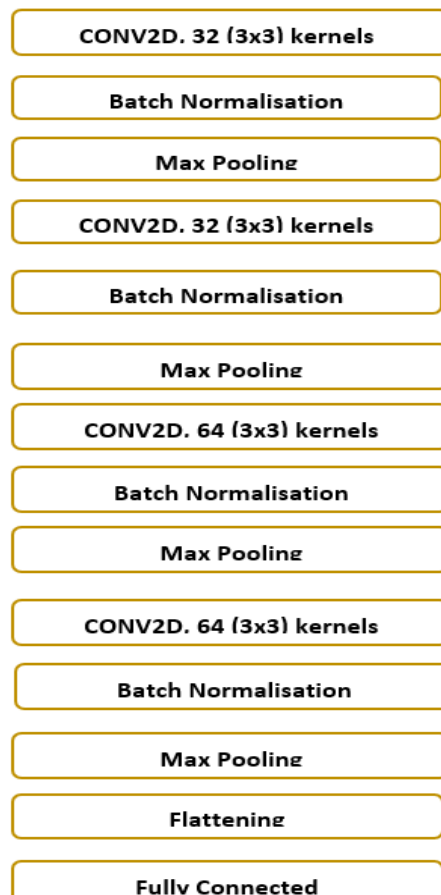 CONV2D. 32 (3x3) kernels
Batch Normalisation
Max Pooling
CONV2D. 32 (3x3) kernels
Batch Normalisation
Max Pooling
CONV2D. 64 (3x3) kernels
Batch Normalisation
Max Pooling
CONV2D. 64 (3x3) kernels
Batch Normalisation
Max Pooling
Flattening
Fully Connected